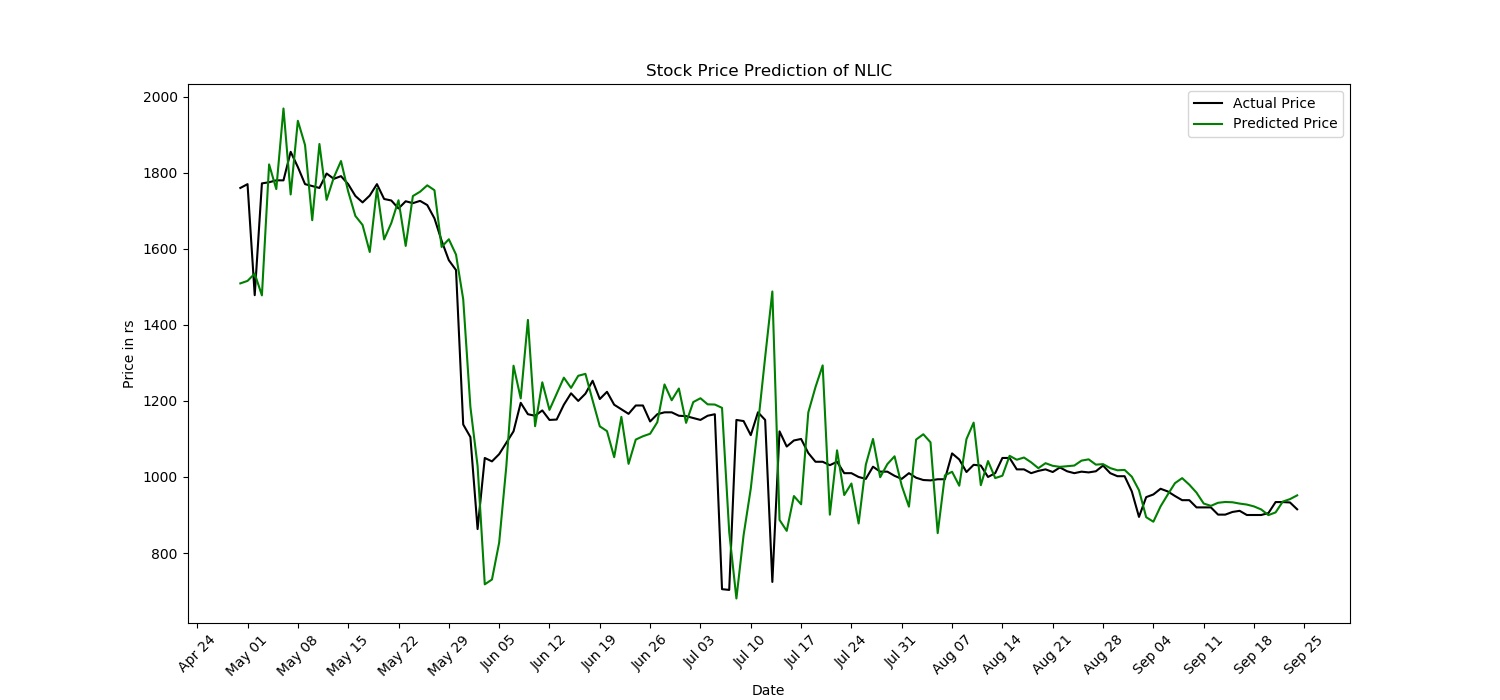 Stock Price Prediction of NLIC
Actual Price
Predicted Price
Price in rs
2000
1800
1600
1400
1200
1000
800
Apr 24
May 01
May 08
May 15
May 22
May 29
Jun 05
Jun 12
Jun 19
Jun 26
Jul 03
Jul 10
Jul 17
Jul 24
Jul 31
Aug 07
Aug 14
Aug 21
Aug 28
Sep 04
Sep 11
Sep 18
Sep 25
Date